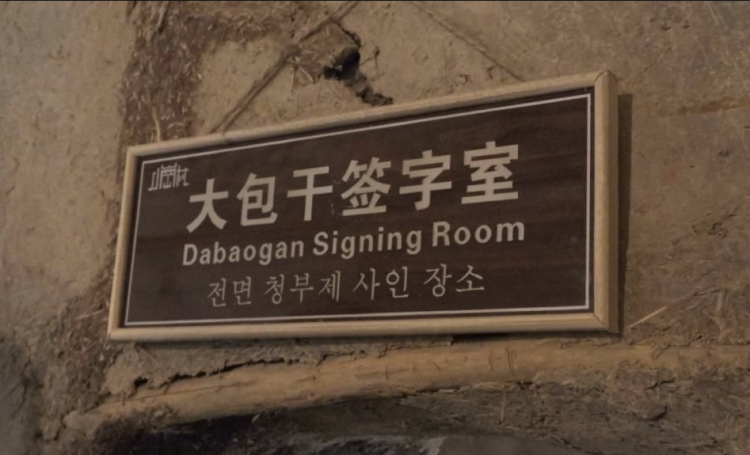 大包干签字室
Dabaogan Signing Room
전면 청부제 사인 장소